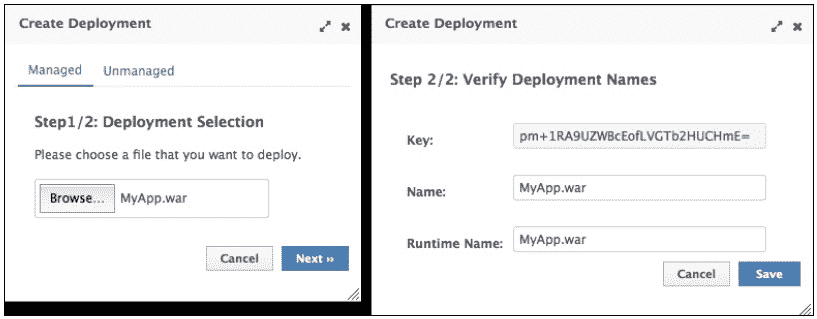 Create Deployment
Managed Unmanaged
Step1/2: Deployment Selection
Please choose a file that you want to deploy.
Browse... MyApp.war
Cancel Next »
Create Deployment
Step 2/2: Verify Deployment Names
Key: pm+1RA9UZWBcEofLVGTb2HUCHmE=
Name: MyApp.war
Runtime Name: MyApp.war
Cancel Save